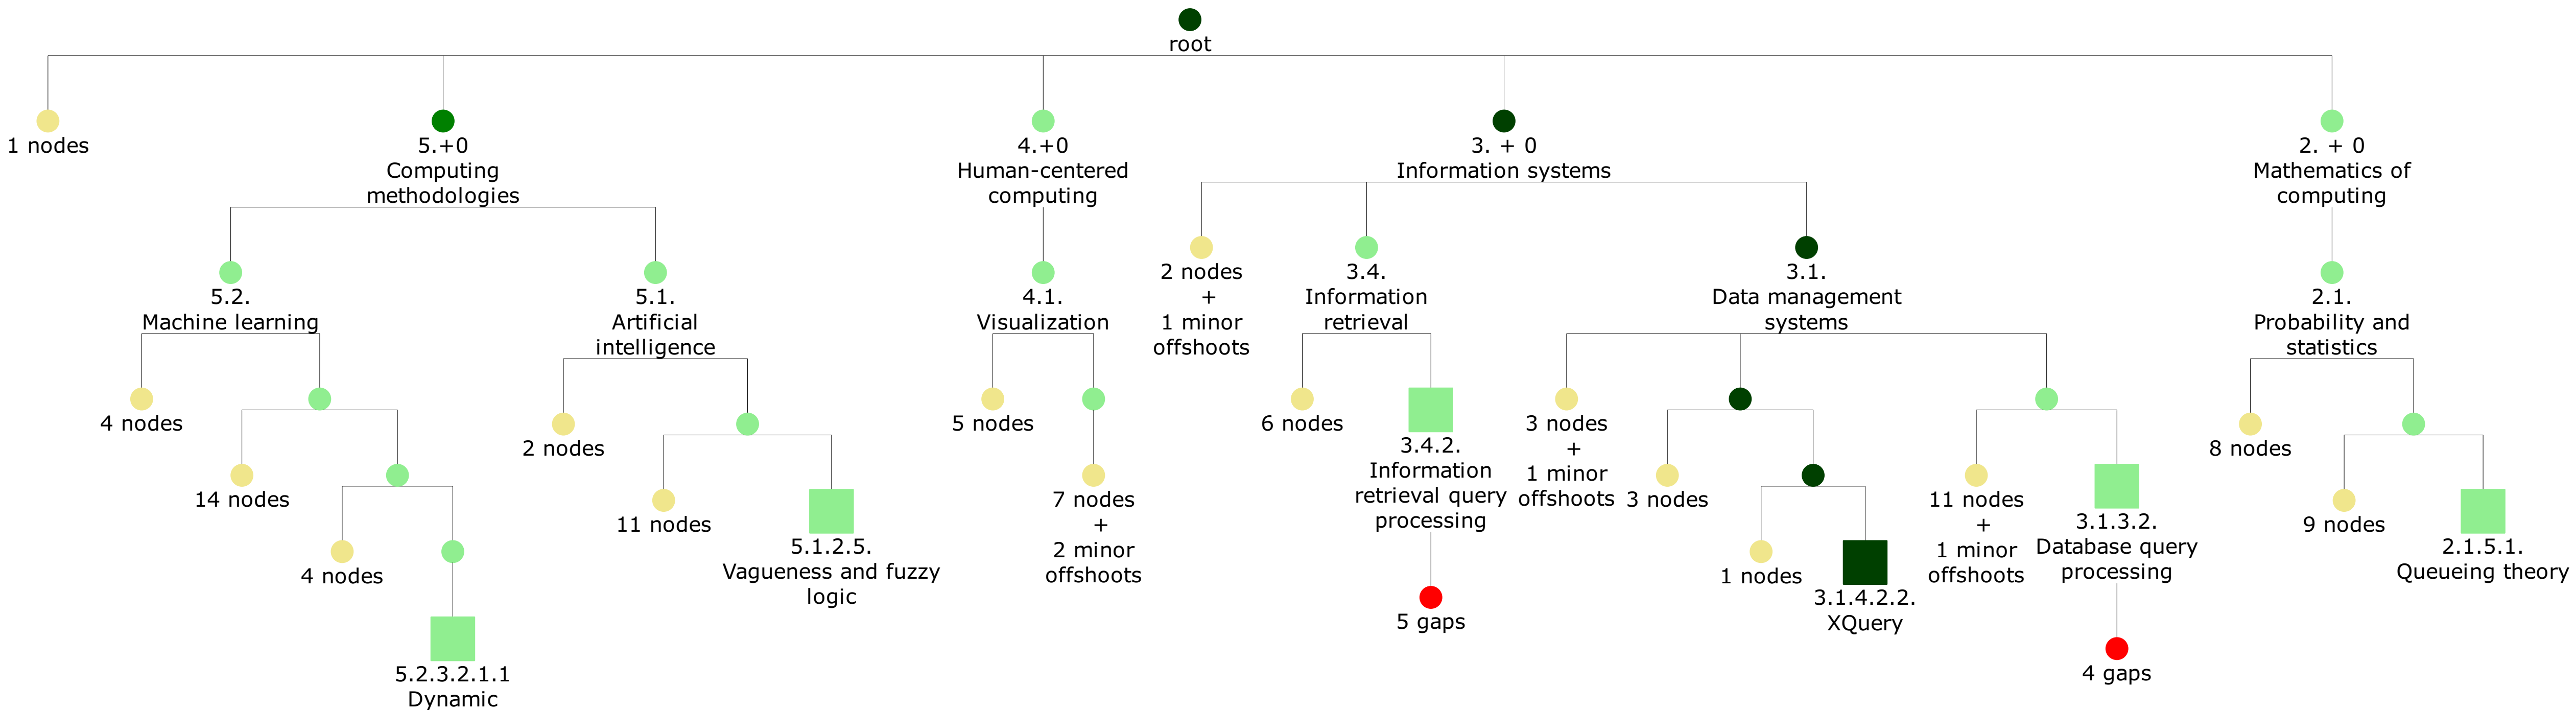 root
1 nodes
5.+0
Computing
methodologies
4.+0
Human-centered
computing
3. + 0
Information systems
2. + 0
Mathematics of
computing
5.2.
Machine learning
5.1.
Artificial
intelligence
4.1.
Visualization
2 nodes
+
1 minor
offshoots
3.4.
Information
retrieval
3.1.
Data management
systems
2.1.
Probability and
statistics
4 nodes
14 nodes
4 nodes
5.2.3.2.1.1
Dynamic
2 nodes
11 nodes
5.1.2.5.
Vagueness and fuzzy
logic
5 nodes
7 nodes
+
2 minor
offshoots
6 nodes
3.4.2.
Information
retrieval query
processing
5 gaps
3 nodes
+
1 minor
offshoots
3 nodes
1 nodes
3.1.4.2.2.
XQuery
11 nodes
+
1 minor
offshoots
3.1.3.2.
Database query
processing
4 gaps
8 nodes
9 nodes
2.1.5.1.
Queueing theory